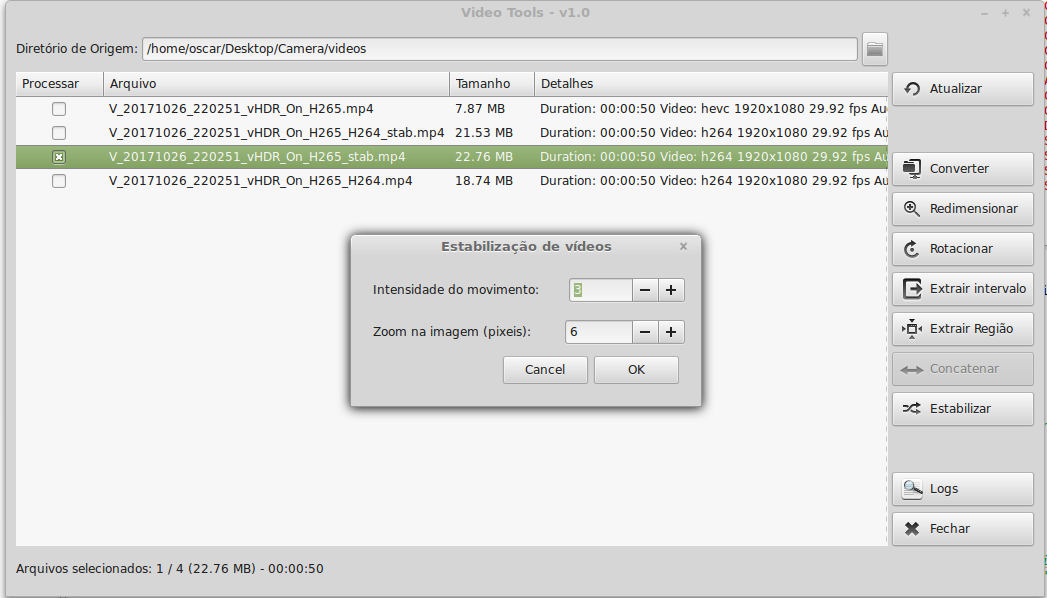 Video Tools - v1.0
Diretório de Origem: /home/oscar/Desktop/Camera/videos
Processar Arquivo Tamanho Detalhes
V_20171026_220251_vHDR_On_H265.mp4 7.87 MB Duration: 00:00:50 Video: hevc 1920x1080 29.92 fps Au
V_20171026_220251_vHDR_On_H265_H264_stab.mp4 21.53 MB Duration: 00:00:50 Video: h264 1920x1080 29.92 fps Au
V_20171026_220251_vHDR_On_H265_stab.mp4 22.76 MB Duration: 00:00:50 Video: h264 1920x1080 29.92 fps Au
V_20171026_220251_vHDR_On_H265_H264.mp4 18.74 MB Duration: 00:00:50 Video: h264 1920x1080 29.92 fps Au
Estabilização de vídeos
Intensidade do movimento: 3
Zoom na imagem (pixeis): 6
Cancel OK
Atualizar
Converter
Redimensionar
Rotacionar
Extrair intervalo
Extrair Região
Concatenar
Estabilizar
Logs
Fechar
Arquivos selecionados: 1 / 4 (22.76 MB) - 00:00:50